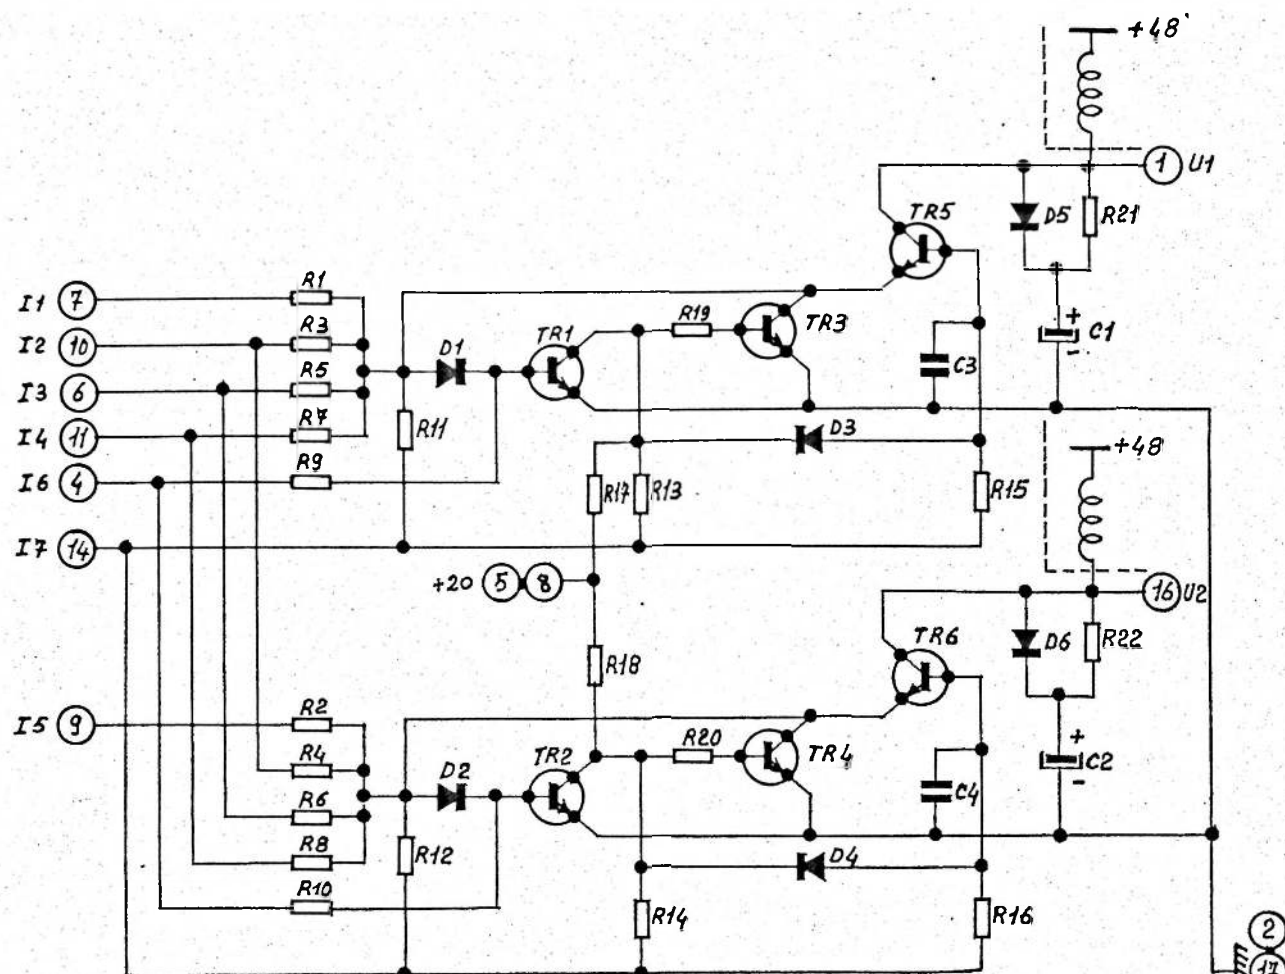 +48
1 U1
TR5
D5
R21
R1
I1 7
R3
I2 10
R19
TR3
TR1
D1
C1
+
-
R5
I3 6
C3
R7
I4 11
R11
D3
R9
I6 4
R17
R13
R15
+48
I7 14
+20 5 8
16 U2
D6
R22
TR6
R18
R2
I5 9
R20
TR4
TR2
D2
C2
+
-
R4
R6
C4
R8
R12
D4
R10
R14
R16
2